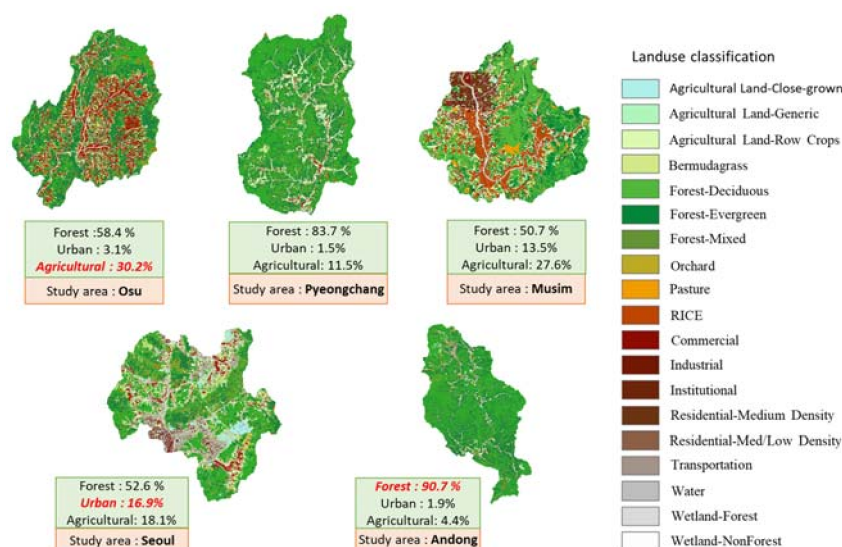 Landuse classification
Agricultural Land-Close-grown
Agricultural Land-Generic
Agricultural Land-Row Crops
Bermudagrass
Forest-Deciduous
Forest-Evergreen
Forest-Mixed
Orchard
Pasture
RICE
Commercial
Industrial
Institutional
Residential-Medium Density
Residential-Med/Low Density
Transportation
Water
Wetland-Forest
Wetland-NonForest
Forest :58.4 %
Urban : 3.1%
Agricultural : 30.2%
Study area : Osu
Forest : 83.7 %
Urban : 1.5%
Agricultural: 11.5%
Study area : Pyeongchang
Forest : 50.7 %
Urban : 13.5%
Agricultural: 27.6%
Study area : Musim
Forest : 52.6 %
Urban : 16.9%
Agricultural: 18.1%
Study area : Seoul
Forest : 90.7 %
Urban : 1.9%
Agricultural: 4.4%
Study area : Andong